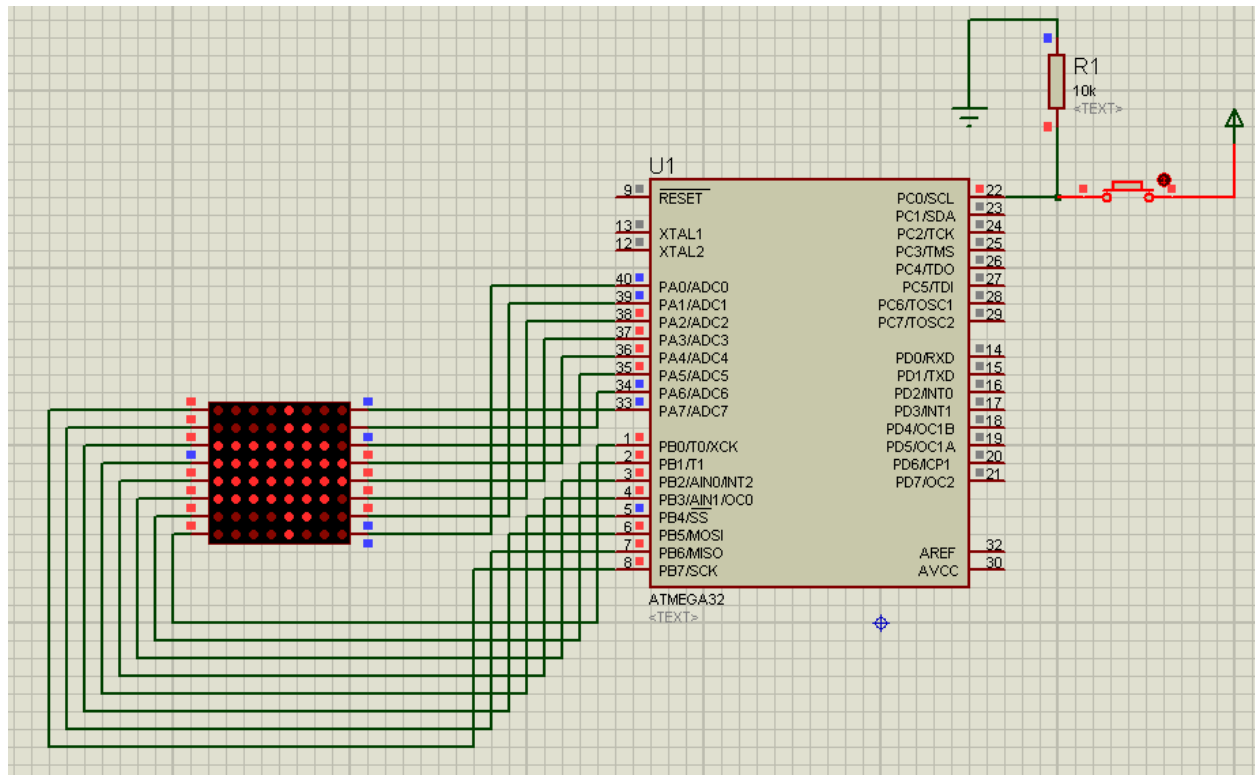 R1
10k
<TEXT>
U1
9 RESET
13 XTAL1
12 XTAL2
40 PA0/ADC0
39 PA1/ADC1
38 PA2/ADC2
37 PA3/ADC3
36 PA4/ADC4
35 PA5/ADC5
34 PA6/ADC6
33 PA7/ADC7
1 PB0/T0/XCK
2 PB1/T1
3 PB2/AIN0/INT2
4 PB3/AIN1/OC0
5 PB4/SS
6 PB5/MOSI
7 PB6/MISO
8 PB7/SCK
PC0/SCL 22
PC1/SDA 23
PC2/TCK 24
PC3/TMS 25
PC4/TDO 26
PC5/TDI 27
PC6/TOSC1 28
PC7/TOSC2 29
PD0/RXD 14
PD1/TXD 15
PD2/INT0 16
PD3/INT1 17
PD4/OC1B 18
PD5/OC1A 19
PD6/ICP1 20
PD7/OC2 21
AREF 32
AVCC 30
ATMEGA32
<TEXT>